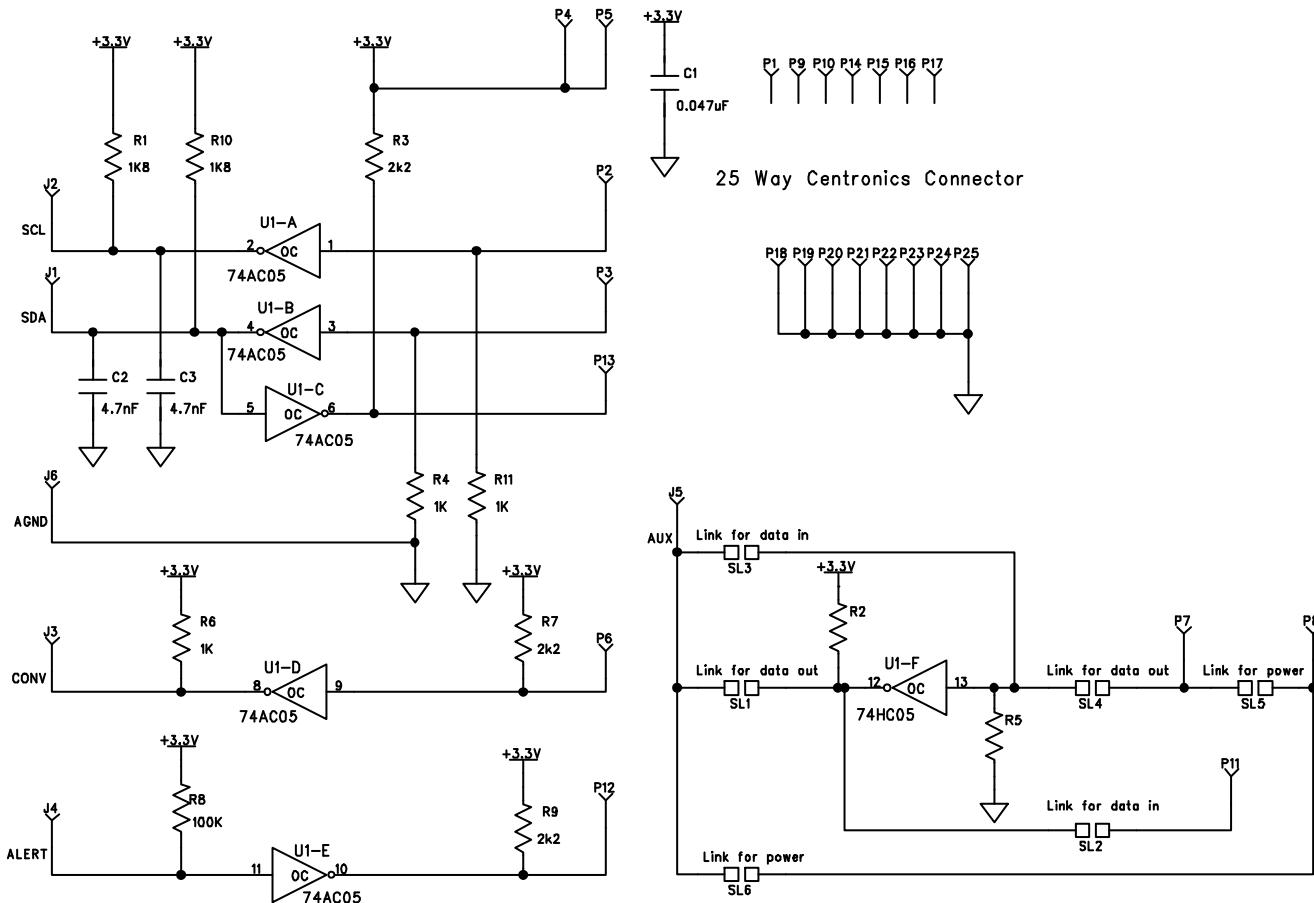 P4 P5
+3.3V
+3.3V +3.3V +3.3V
C1
0.047uF
P1 P9 P10 P14 P15 P16 P17
R1
1K8
R10
1K8
R3
2k2
25 Way Centronics Connector
J2
SCL
U1-A
2 OC 1
74AC05
P2
J1
SDA
U1-B
4 OC 3
74AC05
P3
P18 P19 P20 P21 P22 P23 P24 P25
C2
4.7nF
C3
4.7nF
U1-C
5 OC 6
74AC05
P13
J6
AGND
R4
1K
R11
1K
J5
AUX
Link for data in
SL3
+3.3V
R6
1K
+3.3V
R7
2k2
J3
CONV
U1-D
8 OC 9
74AC05
P6
+3.3V
R2
Link for data out
SL1
U1-F
12 OC 13
74HC05
R5
Link for data out
SL4
P7
Link for power
SL5
P8
+3.3V
R8
100K
+3.3V
R9
2k2
J4
ALERT
U1-E
11 OC 10
74AC05
P12
P11
Link for data in
SL2
Link for power
SL6